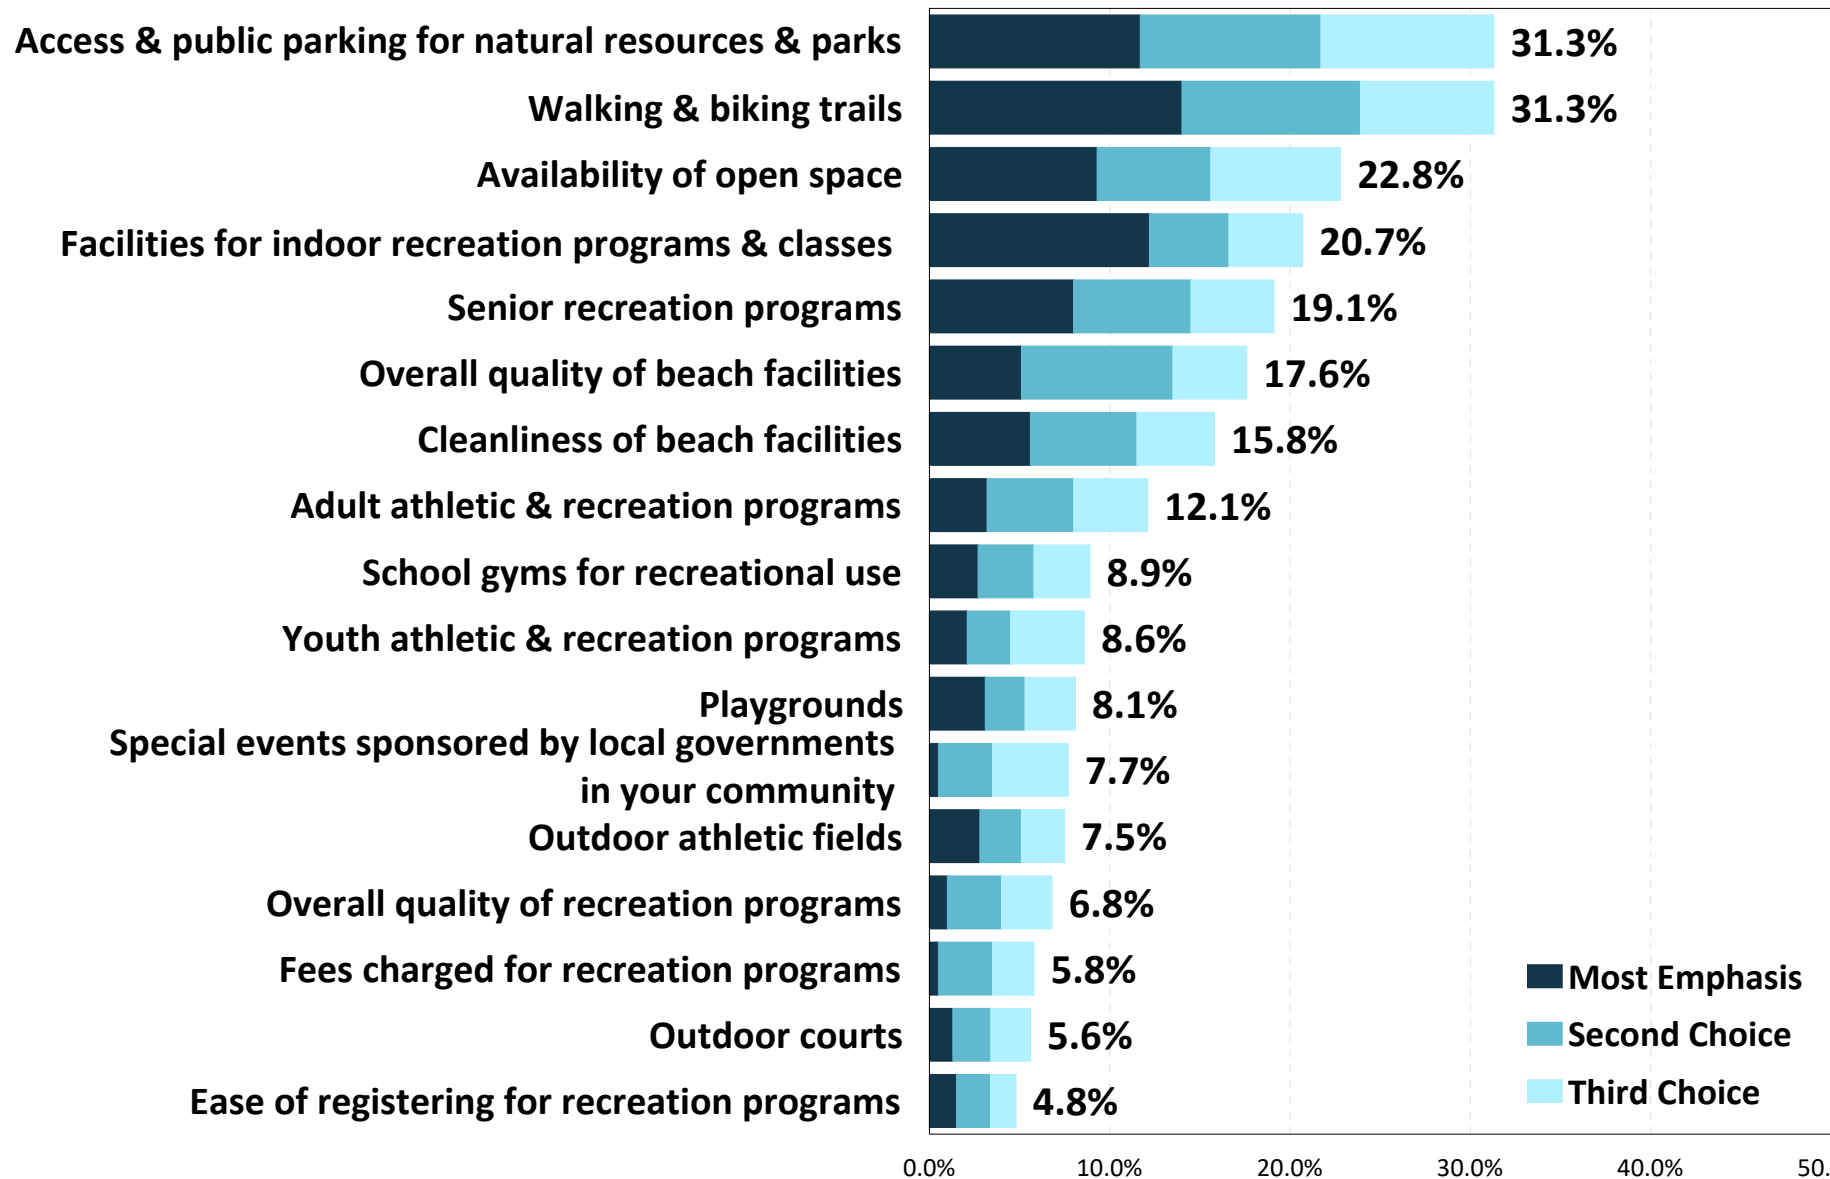 Access & public parking for natural resources & parks 31.3%
Walking & biking trails 31.3%
Availability of open space 22.8%
Facilities for indoor recreation programs & classes 20.7%
Senior recreation programs 19.1%
Overall quality of beach facilities 17.6%
Cleanliness of beach facilities 15.8%
Adult athletic & recreation programs 12.1%
School gyms for recreational use 8.9%
Youth athletic & recreation programs 8.6%
Playgrounds 8.1%
Special events sponsored by local governments
in your community 7.7%
Outdoor athletic fields 7.5%
Overall quality of recreation programs 6.8%
Fees charged for recreation programs 5.8%
Outdoor courts 5.6%
Ease of registering for recreation programs 4.8%
Most Emphasis
Second Choice
Third Choice
0.0% 10.0% 20.0% 30.0% 40.0% 50.